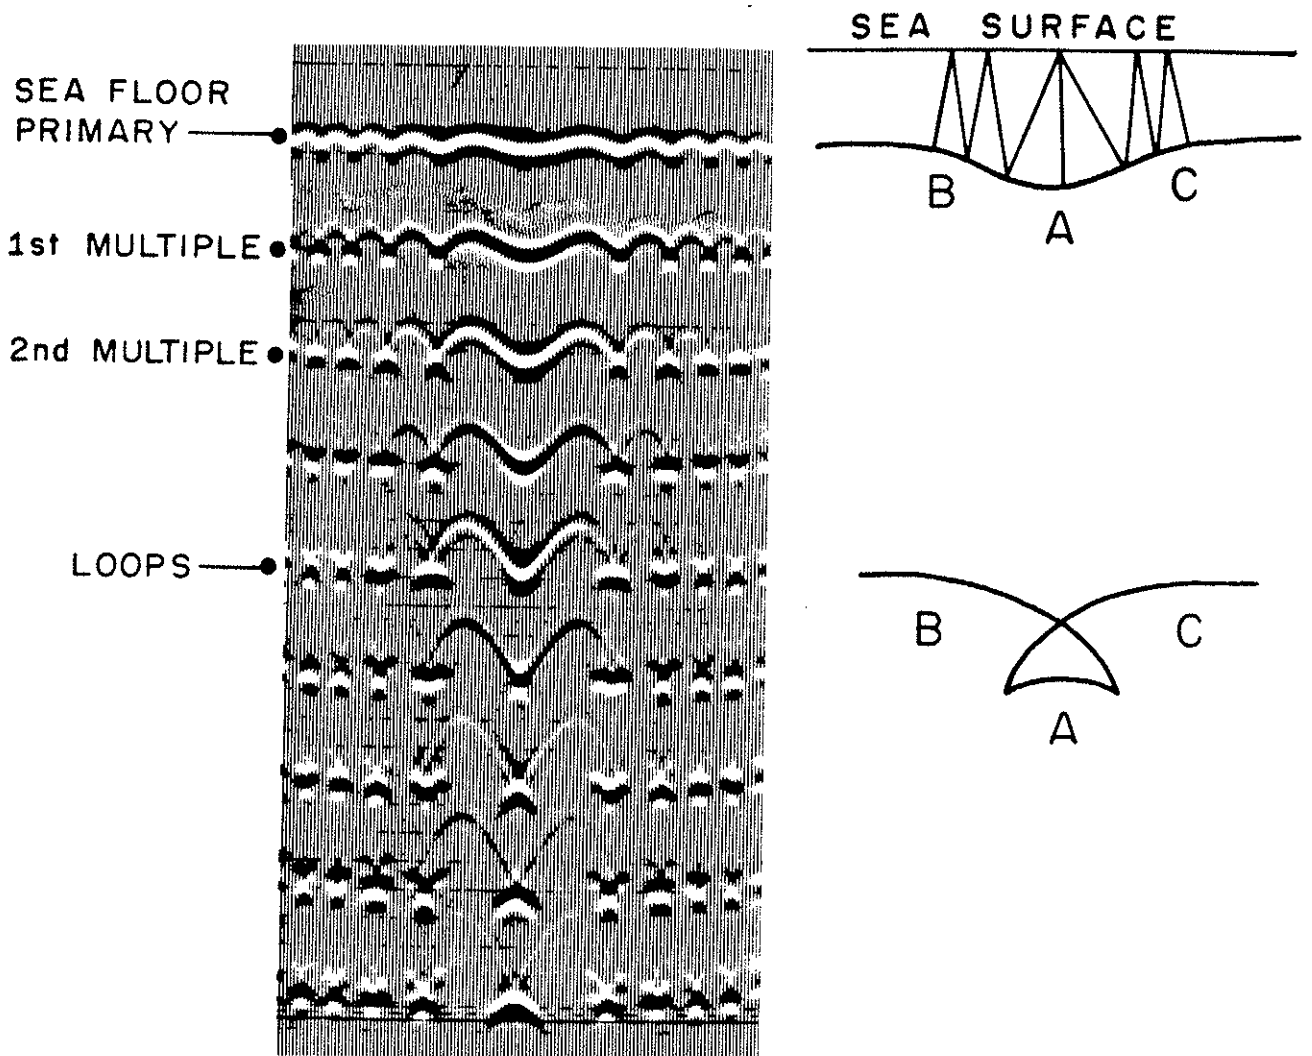 SEA FLOOR
PRIMARY
1st MULTIPLE
2nd MULTIPLE
LOOPS
SEA SURFACE
B
A
C
B
C
A